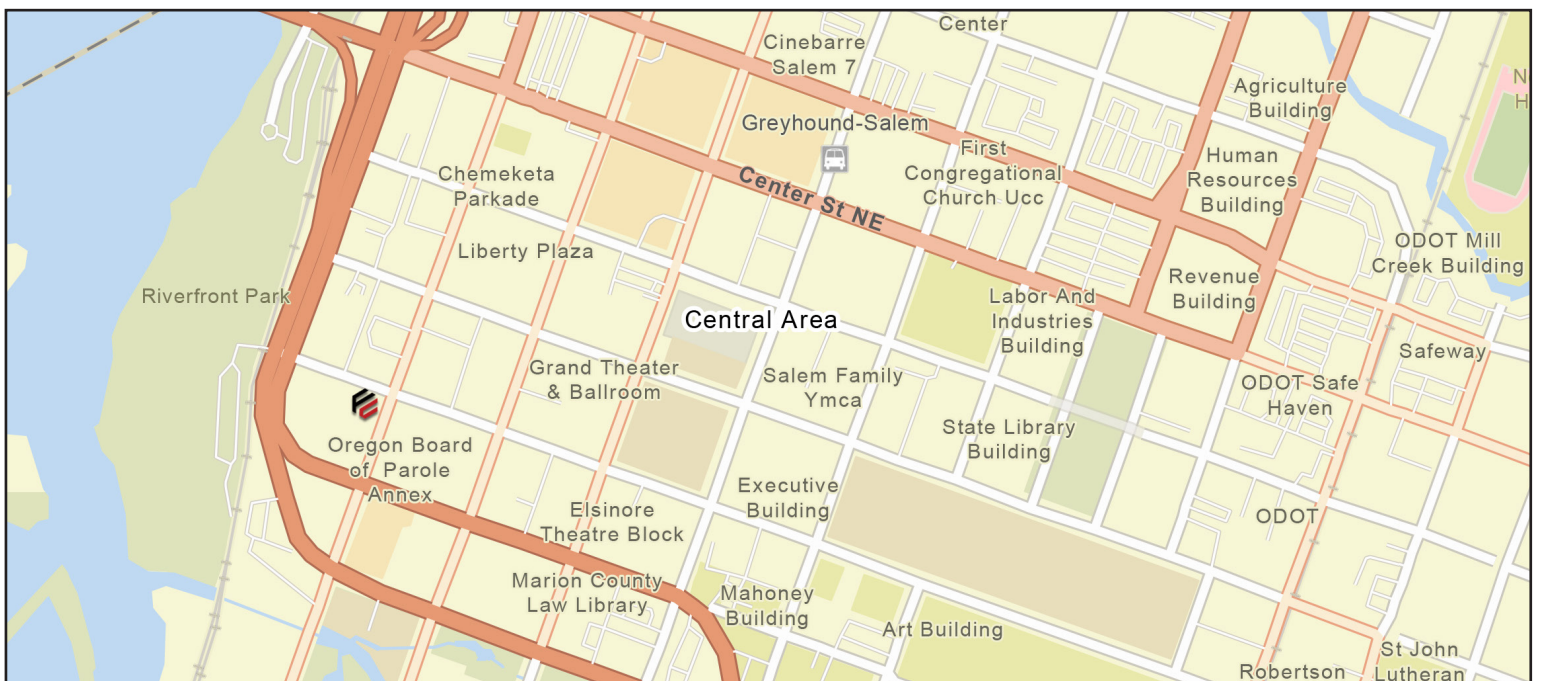 Center
Cinebarre
Salem 7
Agriculture
Building
Greyhound-Salem
First
Congregational
Church Ucc
Human
Resources
Building
Chemeketa
Parkade
Center St NE
Liberty Plaza
ODOT Mill
Creek Building
Riverfront Park
Revenue
Building
Labor And
Industries
Building
Central Area
Safeway
Grand Theater
& Ballroom
Salem Family
Ymca
ODOT Safe
Haven
Oregon Board
of Parole
Annex
State Library
Building
Executive
Building
Elsinore
Theatre Block
ODOT
Marion County
Law Library
Mahoney
Building
Art Building
St John
Lutheran
Robertson